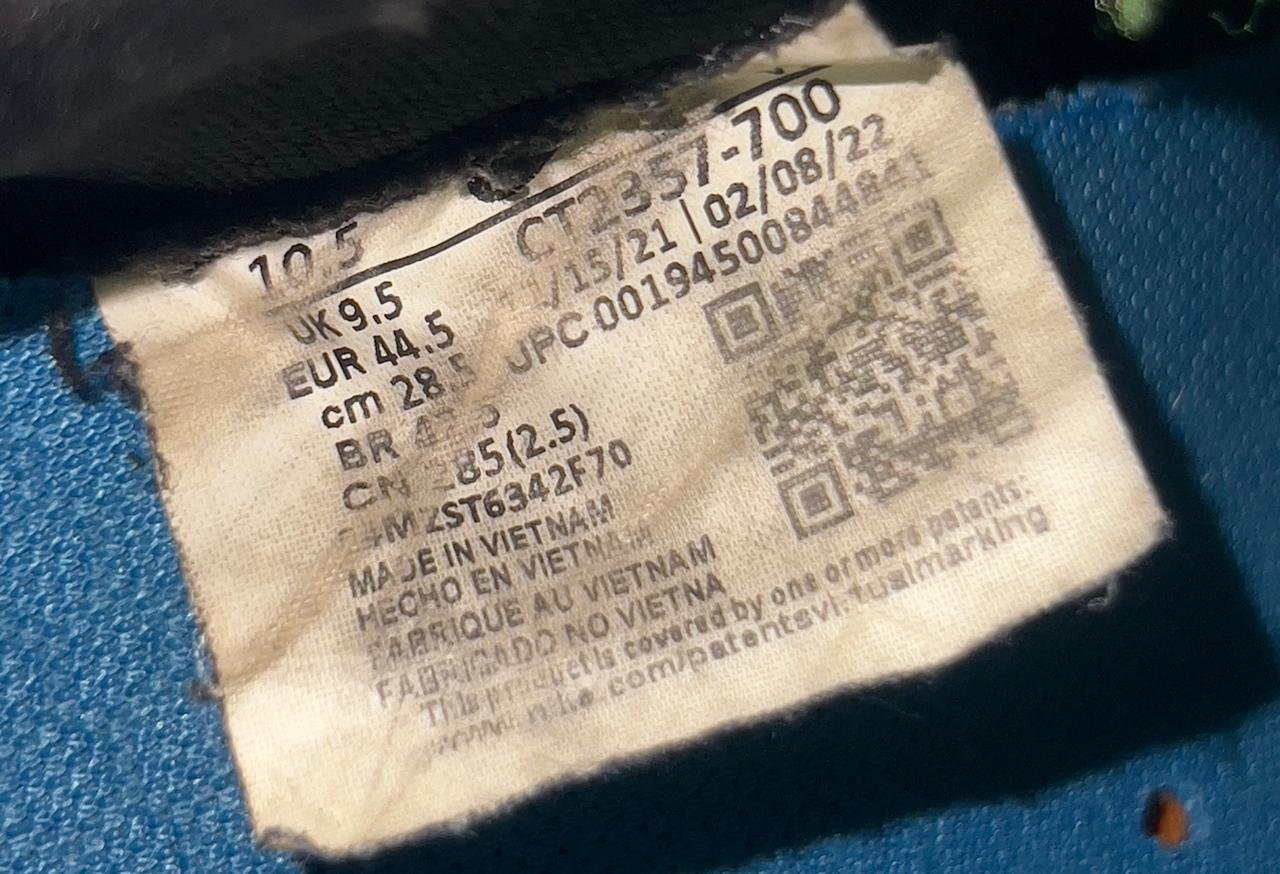 10.5 CT2357-700
UK 9.5 /15/21 | 02/08/22
EUR 44.5 UPC 00194500844841
cm 28.5
BR
CN 285(2.5)
ST6342F70
MADE IN VIETNAM
HECHO EN VIETNAM
FABRIQUE AU VIETNAM
FABRICADO NO VIETNA
This product is covered by one or more patents:
www.nike.com/patentsvirtualmarking